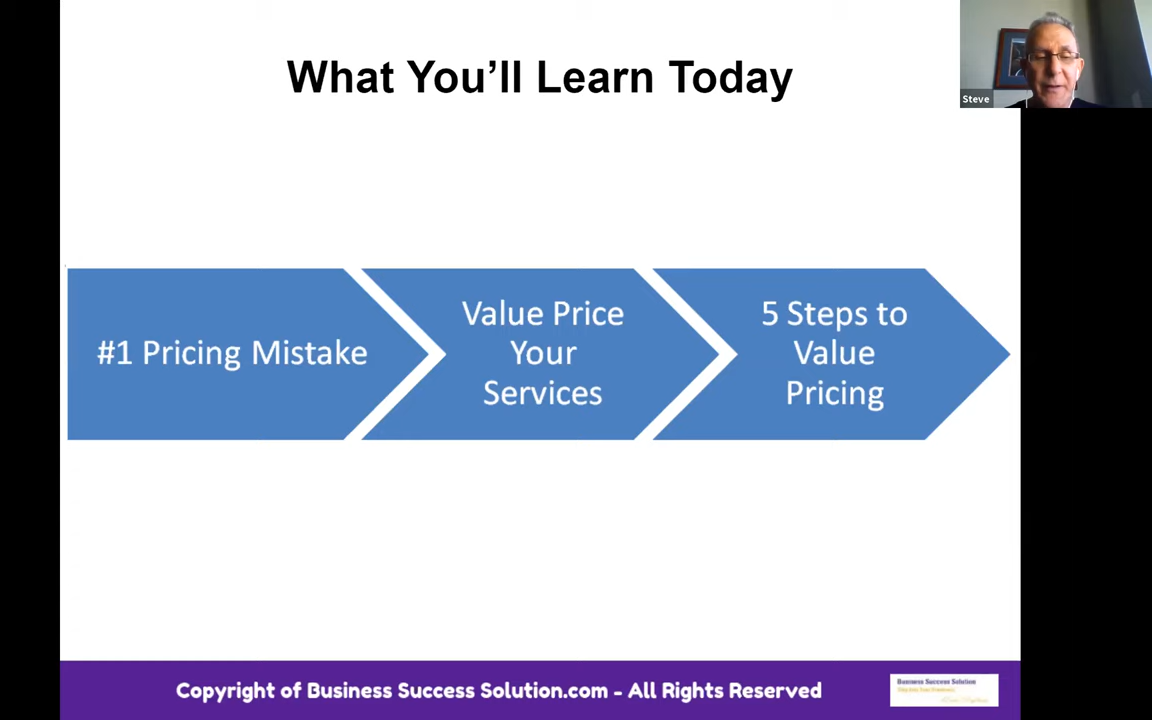 What You'll Learn Today
Steve
#1 Pricing Mistake
Value Price
Your
Services
5 Steps to
Value
Pricing
Copyright of Business Success Solution.com - All Rights Reserved
Business Success Solution